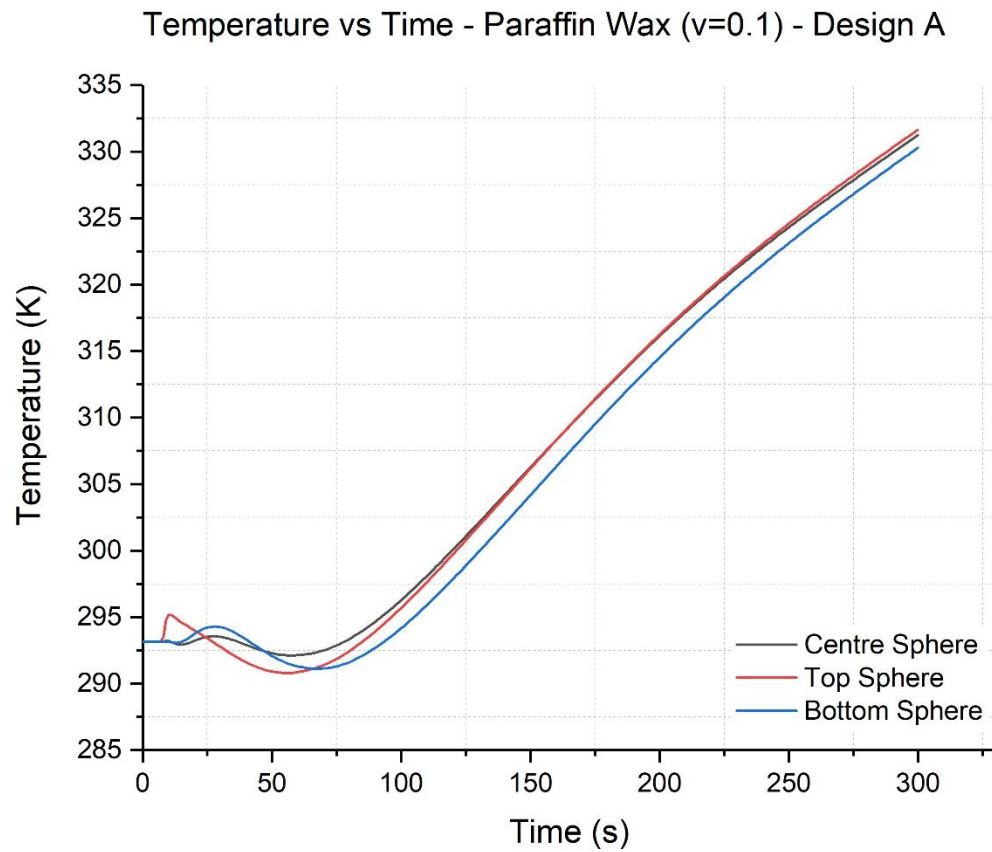 Temperature vs Time - Paraffin Wax (v=0.1) - Design A
335
330
325
320
315
310
305
300
295
290
285
Temperature (K)
Centre Sphere
Top Sphere
Bottom Sphere
0 50 100 150 200 250 300
Time (s)